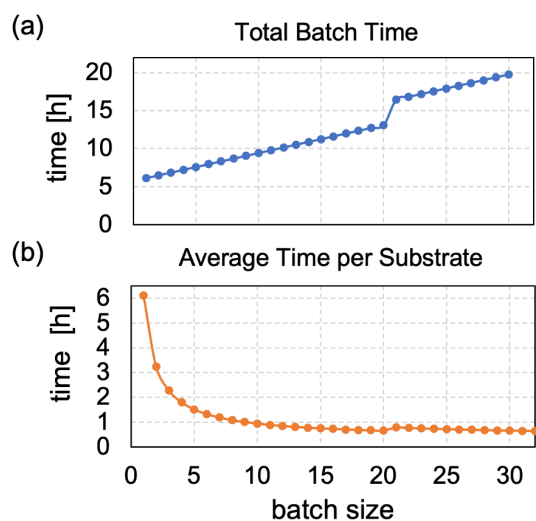 (a)
Total Batch Time
time [h]
20
15
10
5
0
(b)
Average Time per Substrate
time [h]
6
5
4
3
2
1
0
0 5 10 15 20 25 30
batch size